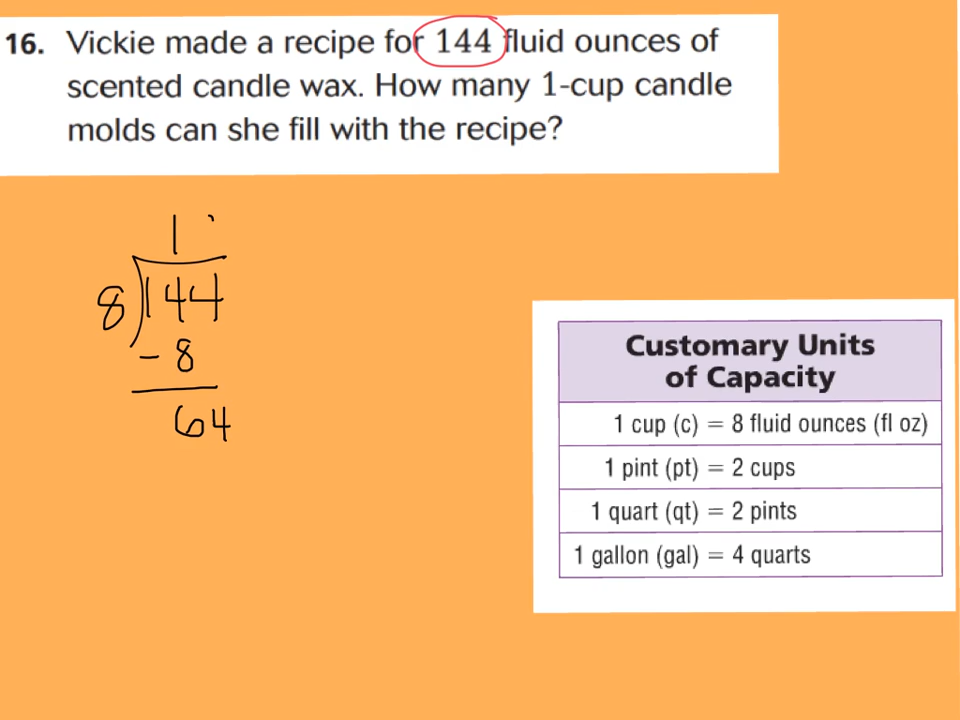 16. Vickie made a recipe for 144 fluid ounces of
scented candle wax. How many 1-cup candle
molds can she fill with the recipe?
1
8 144
- 8
64
Customary Units
of Capacity
1 cup (c) = 8 fluid ounces (fl oz)
1 pint (pt) = 2 cups
1 quart (qt) = 2 pints
1 gallon (gal) = 4 quarts